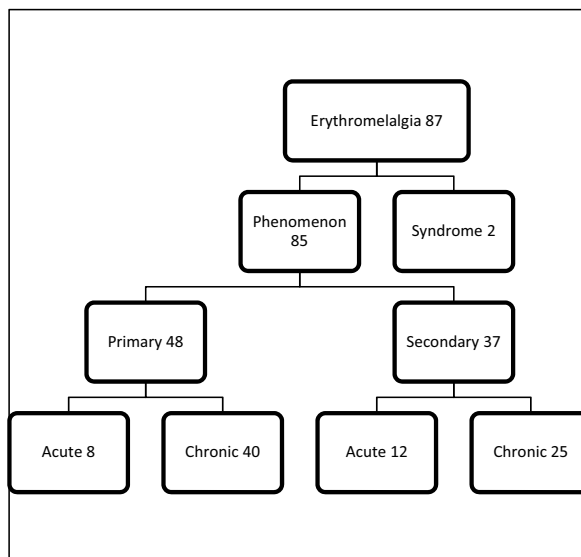 Erythromelalgia 87
Phenomenon
85
Syndrome 2
Primary 48
Secondary 37
Acute 8
Chronic 40
Acute 12
Chronic 25